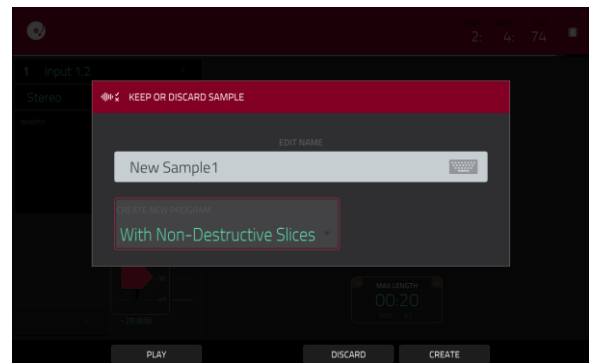 2: 4: 74
1 Input 1,2
Stereo
KEEP OR DISCARD SAMPLE
EDIT NAME
New Sample1
CREATE NEW PROGRAM
With Non-Destructive Slices
MAX LENGTH
00:20
PLAY DISCARD CREATE